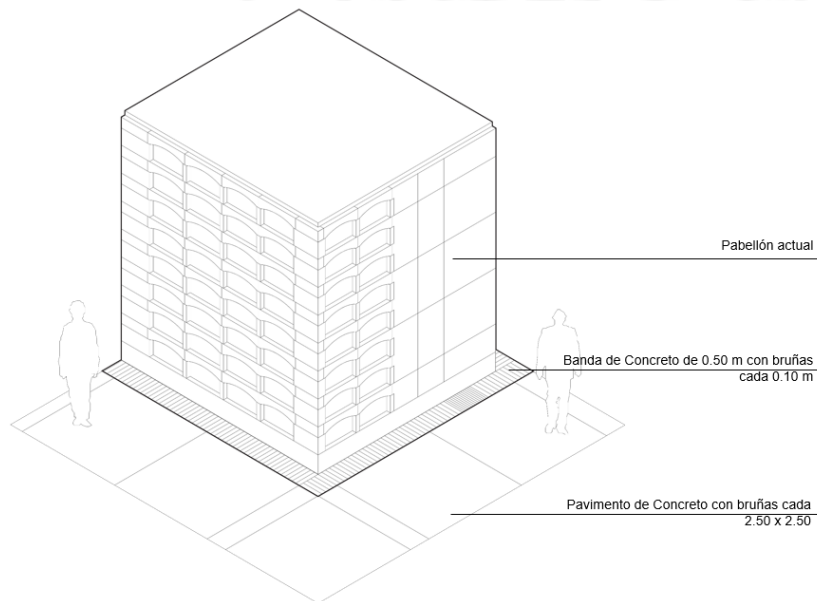 Pabellón actual
Banda de Concreto de 0.50 m con bruñas
cada 0.10 m
Pavimento de Concreto con bruñas cada
2.50 x 2.50